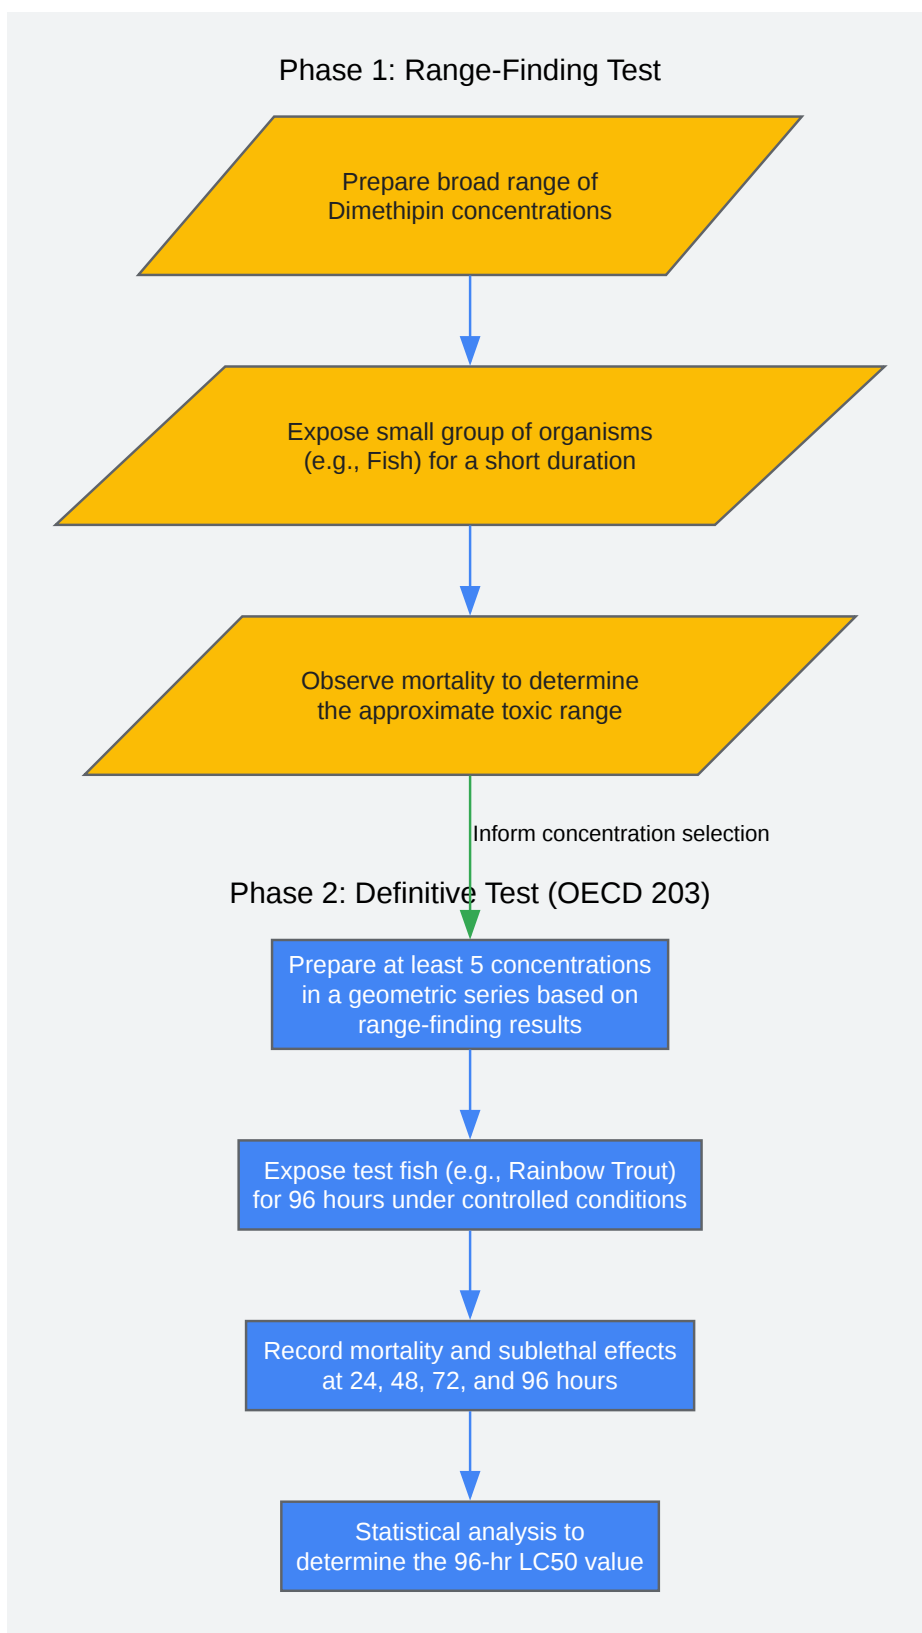 Phase 1: Range-Finding Test
Prepare broad range of
Dimethipin concentrations
Expose small group of organisms
(e.g., Fish) for a short duration
Observe mortality to determine
the approximate toxic range
Inform concentration selection
Phase 2: Definitive Test (OECD 203)
Prepare at least 5 concentrations
in a geometric series based on
range-finding results
Expose test fish (e.g., Rainbow Trout)
for 96 hours under controlled conditions
Record mortality and sublethal effects
at 24, 48, 72, and 96 hours
Statistical analysis to
determine the 96-hr LC50 value